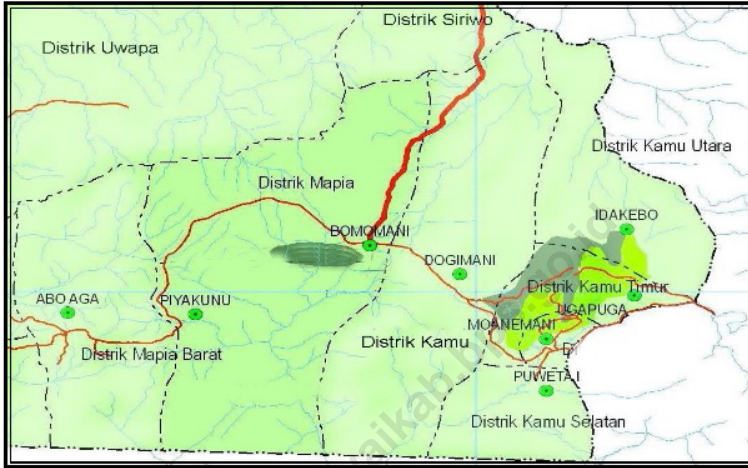 Distrik Siriwo
Distrik Uwapa
Distrik Kamu Utara
Distrik Mapia
IDAKEBO
BOMOMANI
DOGIMANI
Distrik Kamu Timur
ABO AGA
PIYAKUNU
UGAPUGA
MOANEMANI
Distrik Kamu
Distrik Mapia Barat
PUWETA I
Distrik Kamu Selatan